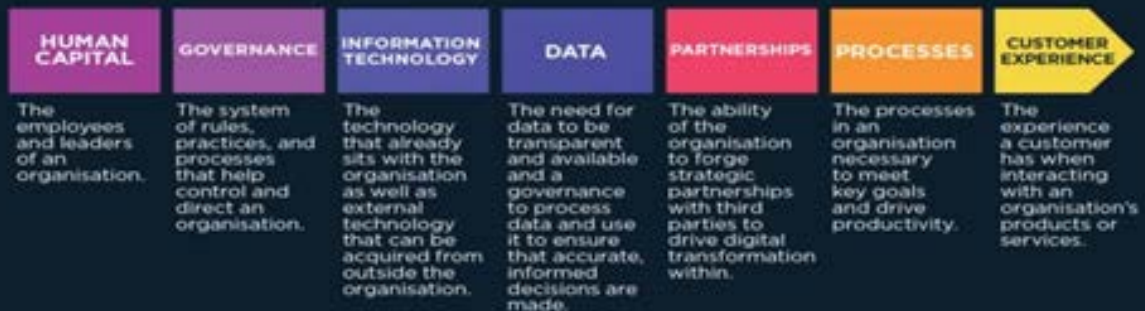 HUMAN
CAPITAL
The
employees
and leaders
of an
organisation.
GOVERNANCE
The system
of rules,
practices, and
processes
that help
control and
direct an
organisation.
INFORMATION
TECHNOLOGY
The
technology
that already
sits with the
organisation
as well as
external
technology
that can be
acquired from
outside the
organisation.
DATA
The need for
data to be
transparent
and available
and a
governance
to process
data and use
it to ensure
that accurate,
informed
decisions are
made.
PARTNERSHIPS
The ability
of the
organisation
to forge
strategic
partnerships
with third
parties to
drive digital
transformation
within.
PROCESSES
The processes
in an
organisation
necessary
to meet
key goals
and drive
productivity.
CUSTOMER
EXPERIENCE
The
experience
a customer
has when
interacting
with an
organisation's
products or
services.